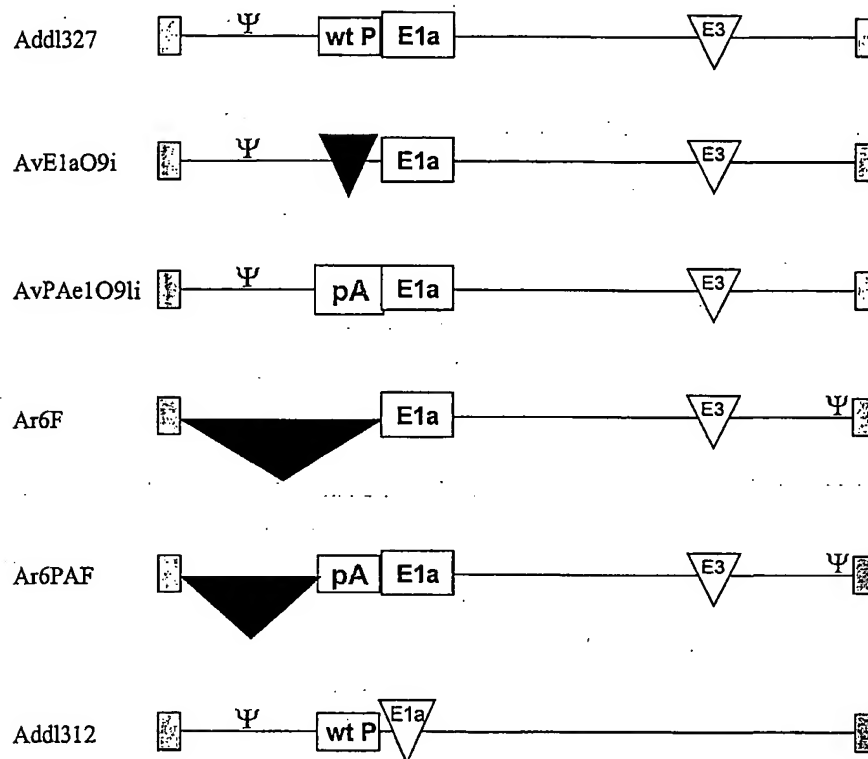 Addl327 Ψ wt P E1a E3
AvE1aO9i Ψ E1a E3
AvPAe1O9li Ψ pA E1a E3
Ar6F E1a E3 Ψ
Ar6PAF pA E1a E3 Ψ
Addl312 Ψ wt P E1a